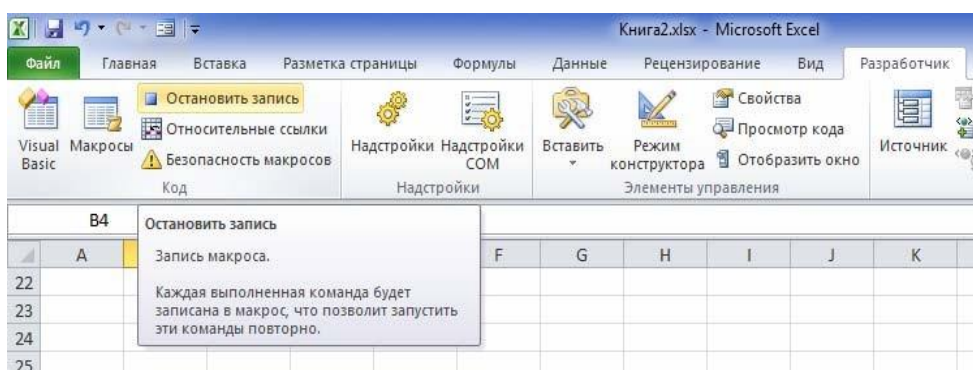 Книга2.xlsx - Microsoft Excel
Файл Главная Вставка Разметка страницы Формулы Данные Рецензирование Вид Разработчик
Visual Basic
Макросы
Остановить запись
Относительные ссылки
Безопасность макросов
Код
Надстройки
Надстройки COM
Надстройки
Вставить
Режим конструктора
Свойства
Просмотр кода
Отобразить окно
Элементы управления
Источник
B4
Остановить запись
Запись макроса.
Каждая выполненная команда будет
записана в макрос, что позволит запустить
эти команды повторно.
A F G H I J K
22
23
24
25